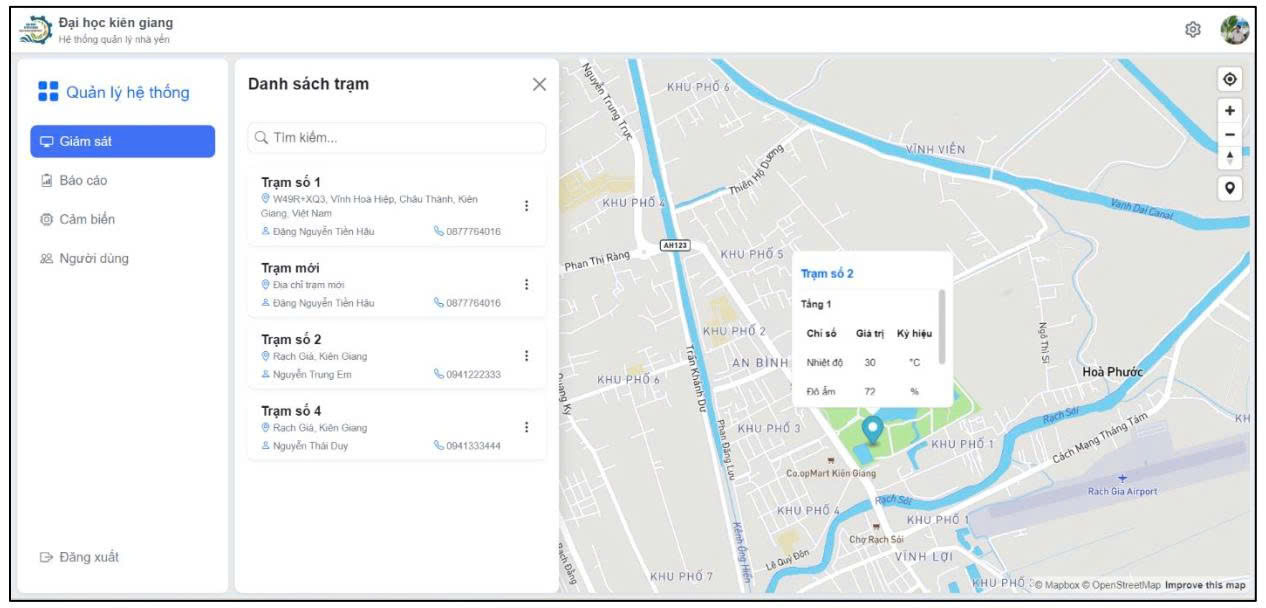 Đại học kiên giang
Hệ thống quản lý nhà yến
Quản lý hệ thống
Giám sát
Báo cáo
Cảm biến
Người dùng
Đăng xuất
Danh sách trạm
Tìm kiếm...
Trạm số 1
W49R+XQ3, Vĩnh Hoà Hiệp, Châu Thành, Kiên
Giang, Việt Nam
Đặng Nguyễn Tiền Hậu
0877764016
Trạm mới
Địa chỉ trạm mới
Đặng Nguyễn Tiền Hậu
0877764016
Trạm số 2
Rạch Giá, Kiên Giang
Nguyễn Trung Em
0941222333
Trạm số 4
Rạch Giá, Kiên Giang
Nguyễn Thái Duy
0941333444
Nguyễn Trung Trực
KHU PHỐ 6
Thiên Hộ Dương
VĨNH VIỄN
Vành Đai Canal
KHU PHỐ 4
AH123
Phan Thị Ràng
KHU PHỐ 5
Trạm số 2
Tầng 1
Chỉ số Giá trị Ký hiệu
Nhiệt độ 30 °C
Độ ẩm 72 %
KHU PHỐ 2
AN BÌNH
Ngô Thì Sĩ
Hoà Phước
Trần Khánh Dư
KHU PHỐ 6
Quang Kỳ
Phan Đăng Lưu
KHU PHỐ 3
KHU PHỐ 1
Rạch Sỏi
Cách Mạng Tháng Tám
KH
Co.opMart Kiên Giang
Rach Gia Airport
Rạch Sỏi
KHU PHỐ 4
KHU PHỐ 1
Chợ Rạch Sỏi
Kênh Ông Hiển
Lê Quý Đôn
VĨNH LỢI
Rạch Đằng
KHU PHỐ 7
KHU PHỐ
© Mapbox © OpenStreetMap Improve this map